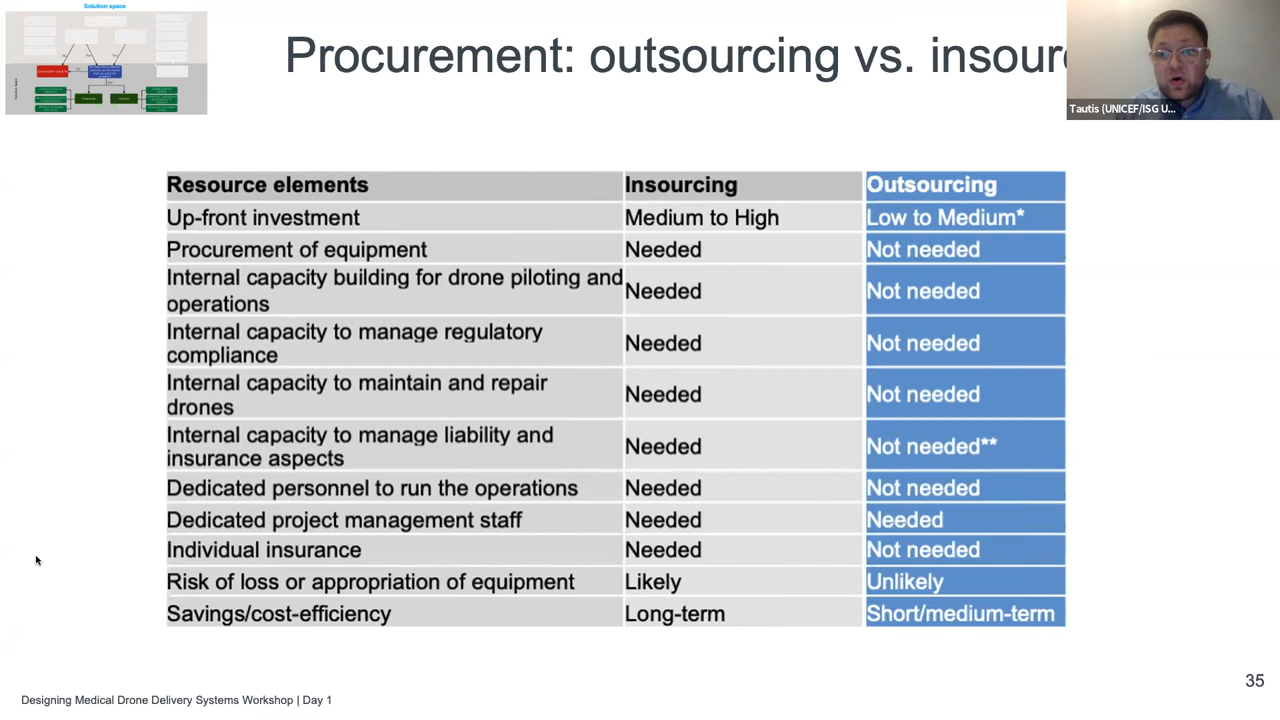 Solution space
Procurement: outsourcing vs. insour
Tautis (UNICEF/ISG U...
Resource elements Insourcing Outsourcing
Up-front investment Medium to High Low to Medium*
Procurement of equipment Needed Not needed
Internal capacity building for drone piloting and
operations Needed Not needed
Internal capacity to manage regulatory
compliance Needed Not needed
Internal capacity to maintain and repair
drones Needed Not needed
Internal capacity to manage liability and
insurance aspects Needed Not needed**
Dedicated personnel to run the operations Needed Not needed
Dedicated project management staff Needed Needed
Individual insurance Needed Not needed
Risk of loss or appropriation of equipment Likely Unlikely
Savings/cost-efficiency Long-term Short/medium-term
35
Designing Medical Drone Delivery Systems Workshop | Day 1